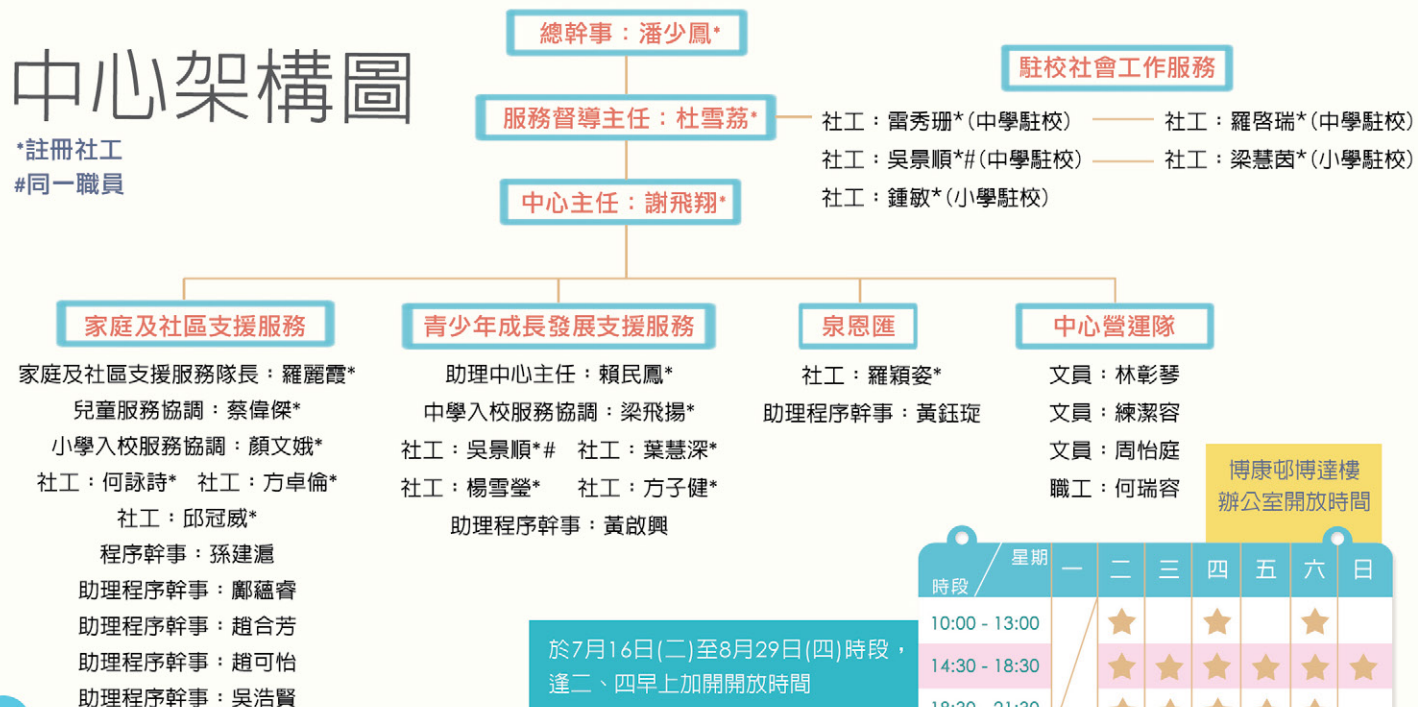 中心架構圖
*註冊社工
#同一職員
總幹事：潘少鳳*
服務督導主任：杜雪荔*
中心主任：謝飛翔*
駐校社會工作服務
社工：雷秀珊*(中學駐校) 社工：羅啓瑞*(中學駐校)
社工：吳景順*#(中學駐校) 社工：梁慧茵*(小學駐校)
社工：鍾敏*(小學駐校)
家庭及社區支援服務
家庭及社區支援服務隊長：羅麗霞*
兒童服務協調：蔡偉傑*
小學入校服務協調：顏文娥*
社工：何詠詩* 社工：方卓倫*
社工：邱冠威*
程序幹事：孫建滬
助理程序幹事：鄺蘊睿
助理程序幹事：趙合芳
助理程序幹事：趙可怡
助理程序幹事：吳浩賢
青少年成長發展支援服務
助理中心主任：賴民鳳*
中學入校服務協調：梁飛揚*
社工：吳景順*# 社工：葉慧深*
社工：楊雪瑩* 社工：方子健*
助理程序幹事：黃啟興
泉恩匯
社工：羅穎姿*
助理程序幹事：黃鈺琁
中心營運隊
文員：林彰琴
文員：練潔容
文員：周怡庭
職工：何瑞容
博康邨博達樓
辦公室開放時間
於7月16日(二)至8月29日(四)時段，
逢二、四早上加開開放時間
星期 一 二 三 四 五 六 日
時段
10:00 - 13:00
14:30 - 18:30
18:30 - 21:30